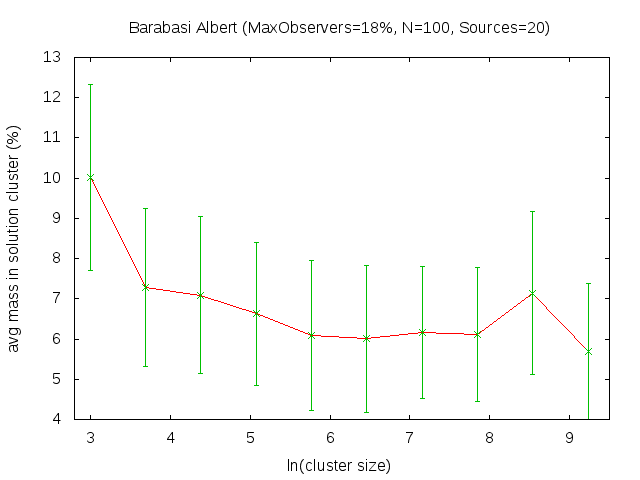 Barabasi Albert (MaxObservers=18%, N=100, Sources=20)
avg mass in solution cluster (%)
13
12
11
10
9
8
7
6
5
4
3 4 5 6 7 8 9
ln(cluster size)